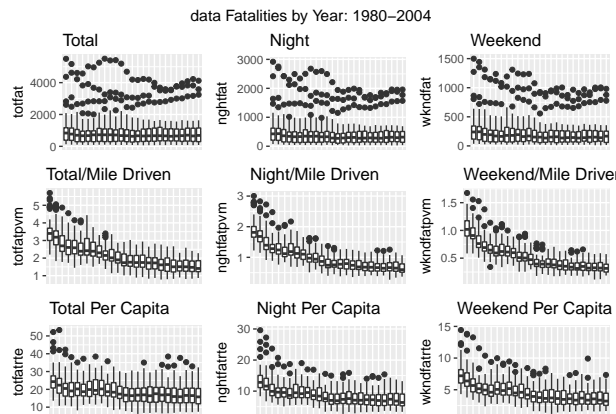 data Fatalities by Year: 1980−2004
Total
Night
Weekend
totfat
4000
2000
0
nghtfat
3000
2000
1000
0
wkndfat
1500
1000
500
0
Total/Mile Driven
Night/Mile Driven
Weekend/Mile Driven
totfatpvm
5
4
3
2
1
nghtfatpvm
3
2
1
wkndfatpvm
1.5
1.0
0.5
Total Per Capita
Night Per Capita
Weekend Per Capita
totfatrte
50
40
30
20
10
nghtfatrte
30
20
10
wkndfatrte
15
10
5